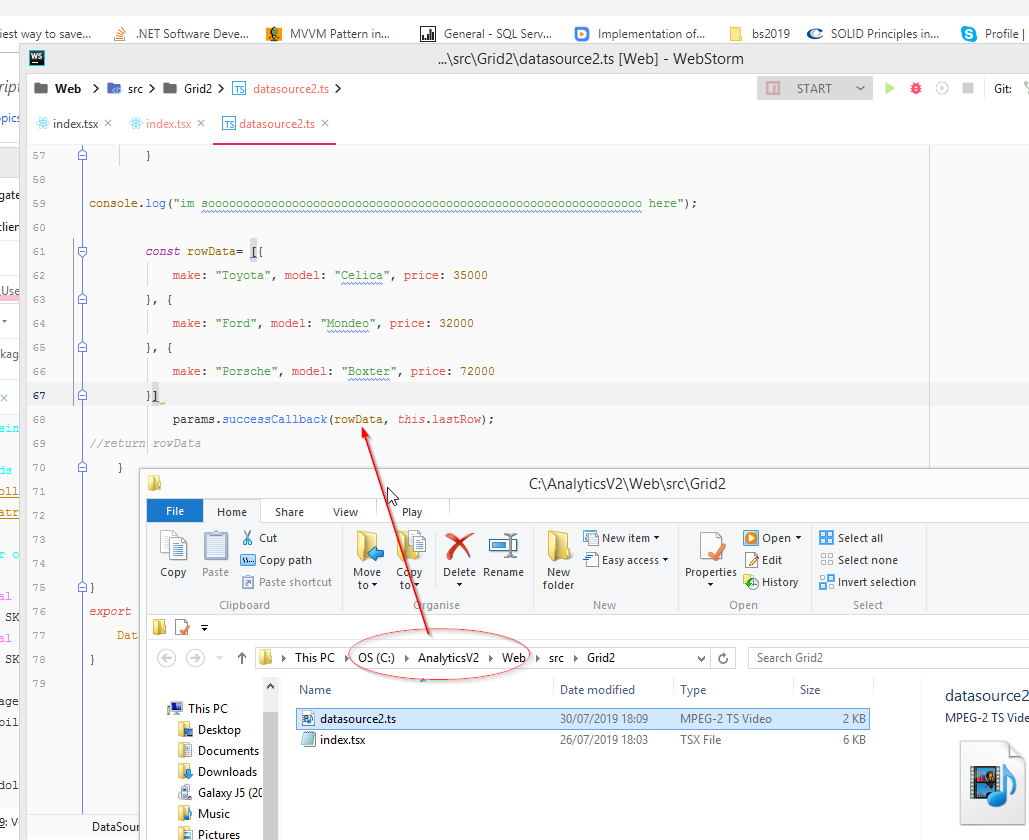 iest way to save... .NET Software Deve... MVVM Pattern in... General - SQL Serv... Implementation of... bs2019 SOLID Principles in... Profile |
WS ...\src\Grid2\datasource2.ts [Web] - WebStorm
Web src Grid2 TS datasource2.ts START Git:
index.tsx index.tsx TS datasource2.ts
57 }
58
59 console.log("im soooooooooooooooooooooooooooooooooooooooooooooooooooooooooooooo here");
60
61 const rowData= [{
62 make: "Toyota", model: "Celica", price: 35000
63 }, {
64 make: "Ford", model: "Mondeo", price: 32000
65 }, {
66 make: "Porsche", model: "Boxter", price: 72000
67 }]
68 params.successCallback(rowData, this.lastRow);
69 //return rowData
70 }
71
72
73
74
75 }
76 export
77 Dat
78 }
79
DataSour
C:\AnalyticsV2\Web\src\Grid2
File Home Share View Play
Copy Paste Cut Copy path Paste shortcut
Clipboard
Move to Copy to Delete Rename
Organise
New folder New item Easy access
New
Properties Open Edit History
Open
Select all Select none Invert selection
Select
This PC OS (C:) AnalyticsV2 Web src Grid2 Search Grid2
Name Date modified Type Size
datasource2.ts 30/07/2019 18:09 MPEG-2 TS Video 2 KB
index.tsx 26/07/2019 18:03 TSX File 6 KB
This PC
Desktop
Documents
Downloads
Galaxy J5 (20
Music
Pictures
datasource2
MPEG-2 TS Vide